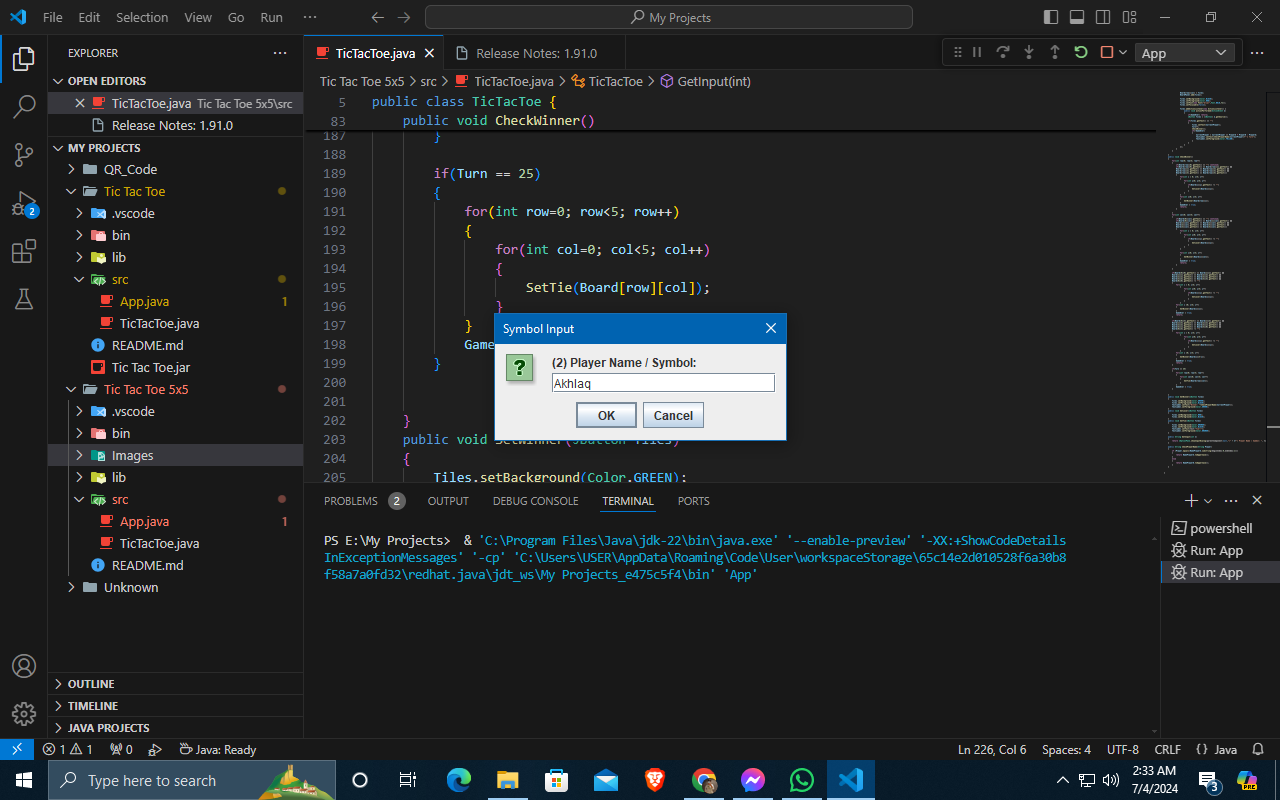 File Edit Selection View Go Run ··· My Projects
EXPLORER ···
OPEN EDITORS
TicTacToe.java Tic Tac Toe 5x5\src
Release Notes: 1.91.0
MY PROJECTS
QR_Code
Tic Tac Toe
.vscode
bin
lib
src
App.java 1
TicTacToe.java
README.md
Tic Tac Toe.jar
Tic Tac Toe 5x5
.vscode
bin
Images
lib
src
App.java 1
TicTacToe.java
README.md
Unknown
OUTLINE
TIMELINE
JAVA PROJECTS
2
TicTacToe.java Release Notes: 1.91.0 App ···
Tic Tac Toe 5x5 > src > TicTacToe.java > TicTacToe > GetInput(int)
5 public class TicTacToe {
83 public void CheckWinner()
187 }
188
189 if(Turn == 25)
190 {
191 for(int row=0; row<5; row++)
192 {
193 for(int col=0; col<5; col++)
194 {
195 SetTie(Board[row][col]);
196 }
197 }
198 Game
199 }
200
201
202 }
203 public void SetWinner(JButton Tiles)
204 {
205 Tiles.setBackground(Color.GREEN);
Symbol Input
? (2) Player Name / Symbol:
Akhlaq
OK Cancel
PROBLEMS 2 OUTPUT DEBUG CONSOLE TERMINAL PORTS ···
PS E:\My Projects> & 'C:\Program Files\Java\jdk-22\bin\java.exe' '--enable-preview' '-XX:+ShowCodeDetails
InExceptionMessages' '-cp' 'C:\Users\USER\AppData\Roaming\Code\User\workspaceStorage\65c14e2d010528f6a30b8
f58a7a0fd32\redhat.java\jdt_ws\My Projects_e475c5f4\bin' 'App'
powershell
Run: App
Run: App
1 1 0 Java: Ready Ln 226, Col 6 Spaces: 4 UTF-8 CRLF {} Java
Type here to search
2:33 AM
7/4/2024
3
PRE